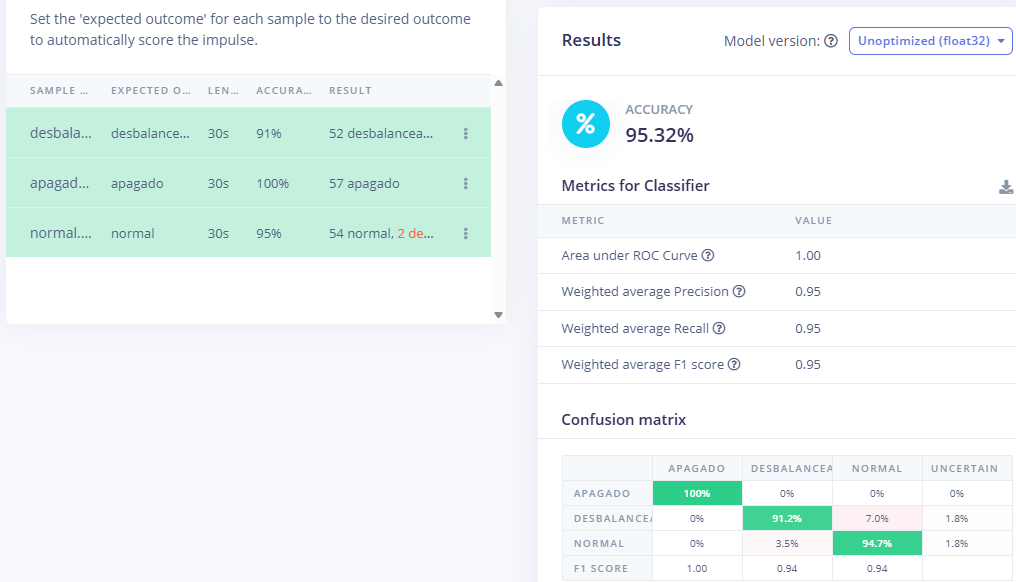 Set the 'expected outcome' for each sample to the desired outcome
to automatically score the impulse.
SAMPLE ... EXPECTED O... LEN... ACCURA... RESULT
desbala... desbalance... 30s 91% 52 desbalancea...
apagad... apagado 30s 100% 57 apagado
normal.... normal 30s 95% 54 normal, 2 de...
Results
Model version: Unoptimized (float32)
%
ACCURACY
95.32%
Metrics for Classifier
METRIC VALUE
Area under ROC Curve 1.00
Weighted average Precision 0.95
Weighted average Recall 0.95
Weighted average F1 score 0.95
Confusion matrix
APAGADO DESBALANCEA NORMAL UNCERTAIN
APAGADO 100% 0% 0% 0%
DESBALANCEA 0% 91.2% 7.0% 1.8%
NORMAL 0% 3.5% 94.7% 1.8%
F1 SCORE 1.00 0.94 0.94